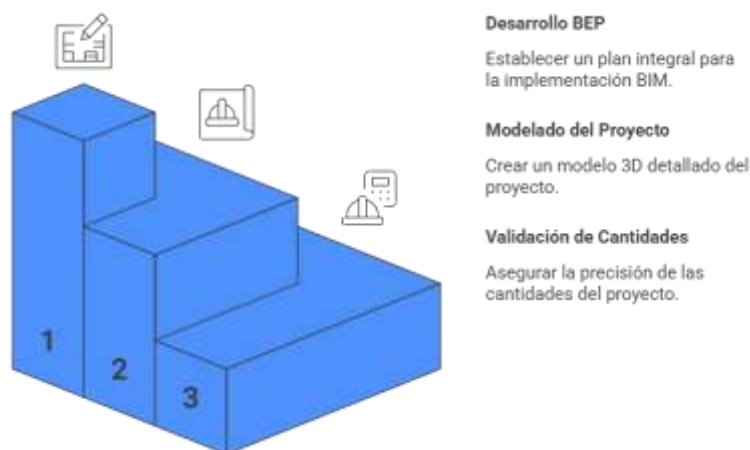 Desarrollo BEP
Establecer un plan integral para
la implementación BIM.
Modelado del Proyecto
Crear un modelo 3D detallado del
proyecto.
Validación de Cantidades
Asegurar la precisión de las
cantidades del proyecto.
1
2
3